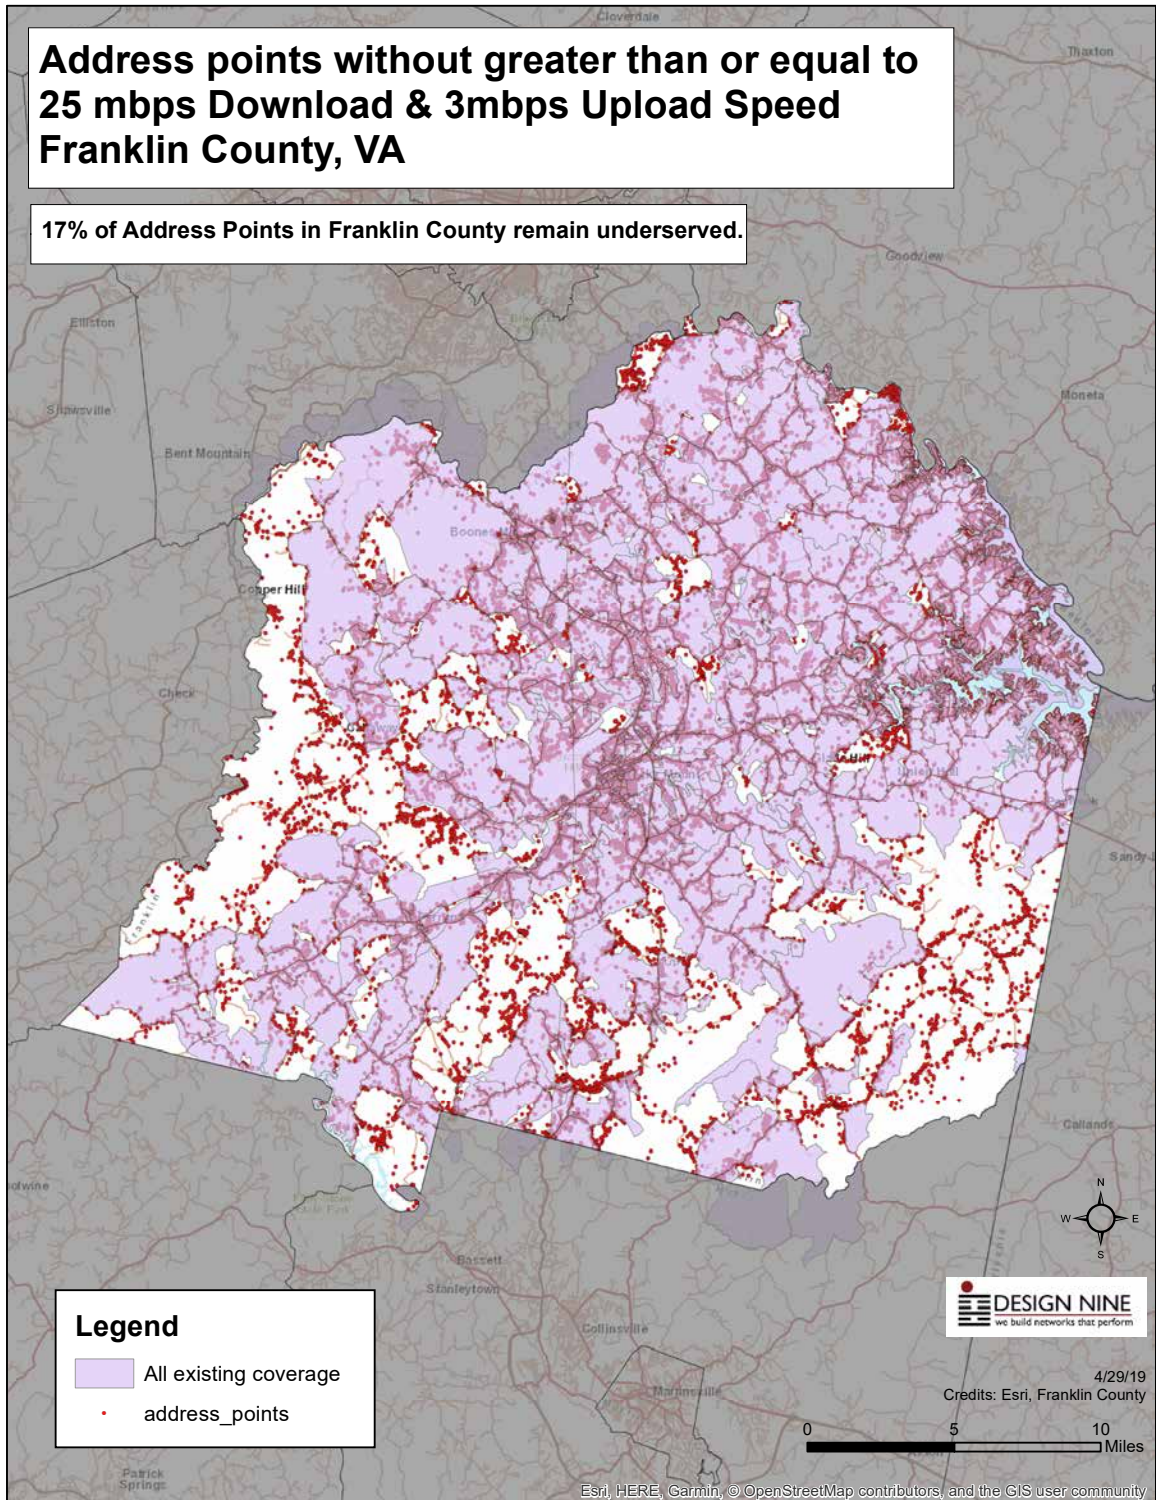 Cloverdale
Thaxton
Address points without greater than or equal to
25 mbps Download & 3mbps Upload Speed
Franklin County, VA
17% of Address Points in Franklin County remain underserved.
Goodview
Elliston
Shawsville
Moneta
Bent Mountain
Copper Hill
Check
Union Hill
Franklin
Callands
N
W E
S
Bassett
Stanleytown
Collinsville
Martinsville
Legend
All existing coverage
address_points
DESIGN NINE
we build networks that perform
4/29/19
Credits: Esri, Franklin County
0 5 10
Miles
Patrick
Springs
Esri, HERE, Garmin, © OpenStreetMap contributors, and the GIS user community